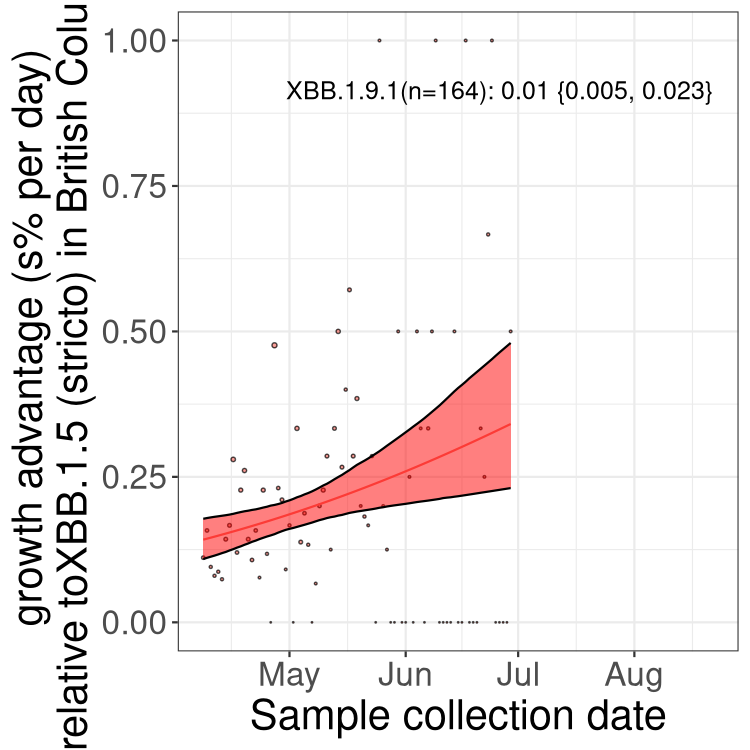 growth advantage (s% per day)
relative toXBB.1.5 (stricto) in British Colu
1.00
0.75
0.50
0.25
0.00
XBB.1.9.1(n=164): 0.01 {0.005, 0.023}
May Jun Jul Aug
Sample collection date